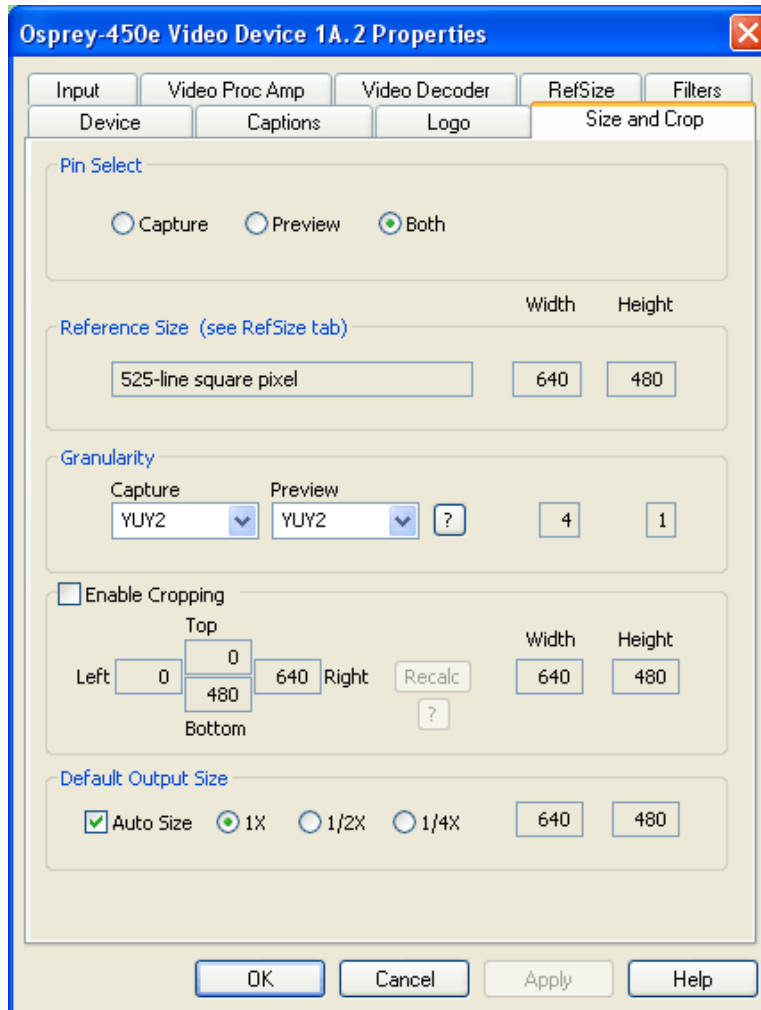 Osprey-450e Video Device 1A.2 Properties
Input Video Proc Amp Video Decoder RefSize Filters
Device Captions Logo Size and Crop
Pin Select
Capture Preview Both
Width Height
Reference Size (see RefSize tab)
525-line square pixel 640 480
Granularity
Capture Preview
YUY2 YUY2 ? 4 1
Enable Cropping
Top
Width Height
0
Left 0 640 Right Recalc 640 480
480
?
Bottom
Default Output Size
Auto Size 1X 1/2X 1/4X 640 480
OK Cancel Apply Help